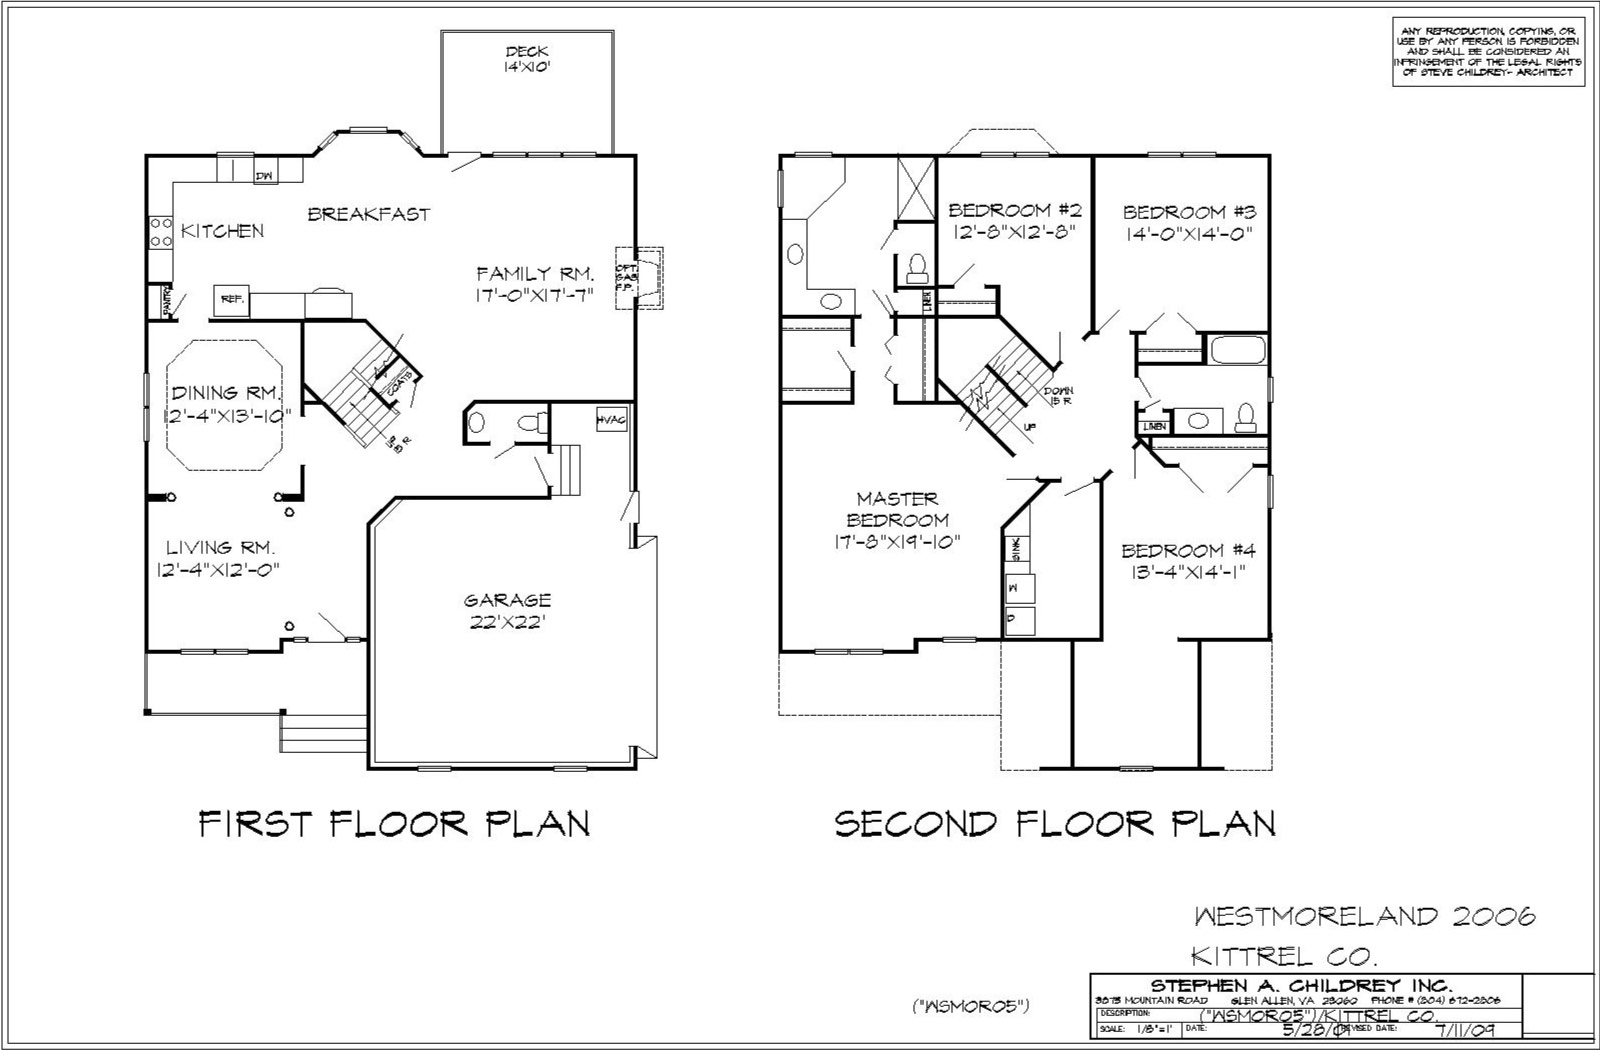 ANY REPRODUCTION, COPYING, OR
USE BY ANY PERSON IS FORBIDDEN
AND SHALL BE CONSIDERED AN
INFRINGEMENT OF THE LEGAL RIGHTS
OF STEVE CHILDREY- ARCHITECT
DECK
14'X10'
DW
BREAKFAST
KITCHEN
FAMILY RM.
17'-0"X17'-7"
OPT.
GAS
F.P.
PANTRY
REF.
DINING RM.
12'-4"X13'-10"
COATS
UP
15 R
HVAC
LIVING RM.
12'-4"X12'-0"
GARAGE
22'X22'
FIRST FLOOR PLAN
BEDROOM #2
12'-8"X12'-8"
BEDROOM #3
14'-0"X14'-0"
LINEN
DOWN
15 R
UP
LINEN
MASTER
BEDROOM
17'-8"X19'-10"
SINK
W
D
BEDROOM #4
13'-4"X14'-1"
SECOND FLOOR PLAN
WESTMORELAND 2006
KITTREL CO.
("WSMOR05")
STEPHEN A. CHILDREY INC.
MOUNTAIN ROAD GLEN ALLEN, VA 23060 PHONE # (804)
DESCRIPTION: ("WSMOR05")/KITTREL CO.
SCALE: 1/8"=1' DATE: 5/28/01 REVISED DATE: 7/11/09